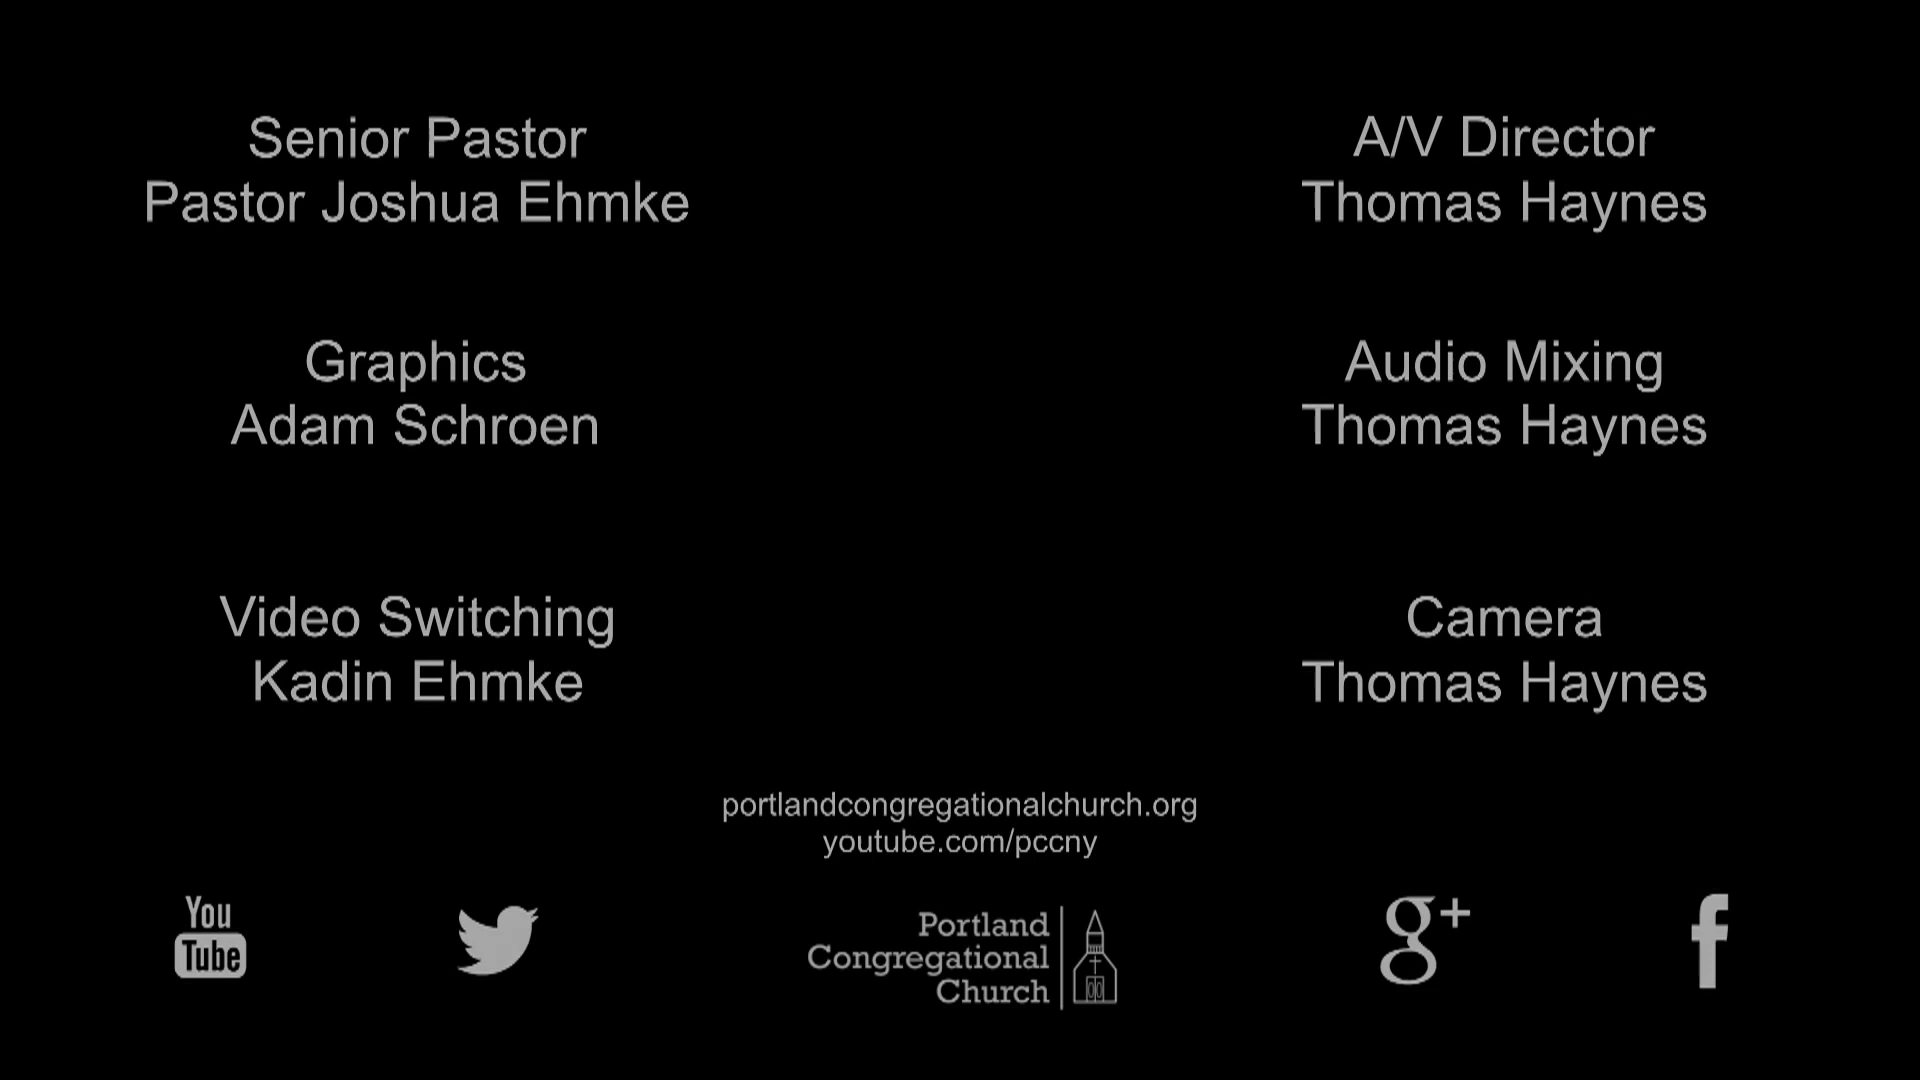 Senior Pastor
Pastor Joshua Ehmke
A/V Director
Thomas Haynes
Graphics
Adam Schroen
Audio Mixing
Thomas Haynes
Video Switching
Kadin Ehmke
Camera
Thomas Haynes
portlandcongregationalchurch.org
youtube.com/pccny
You
Tube
Portland
Congregational
Church
g+
f